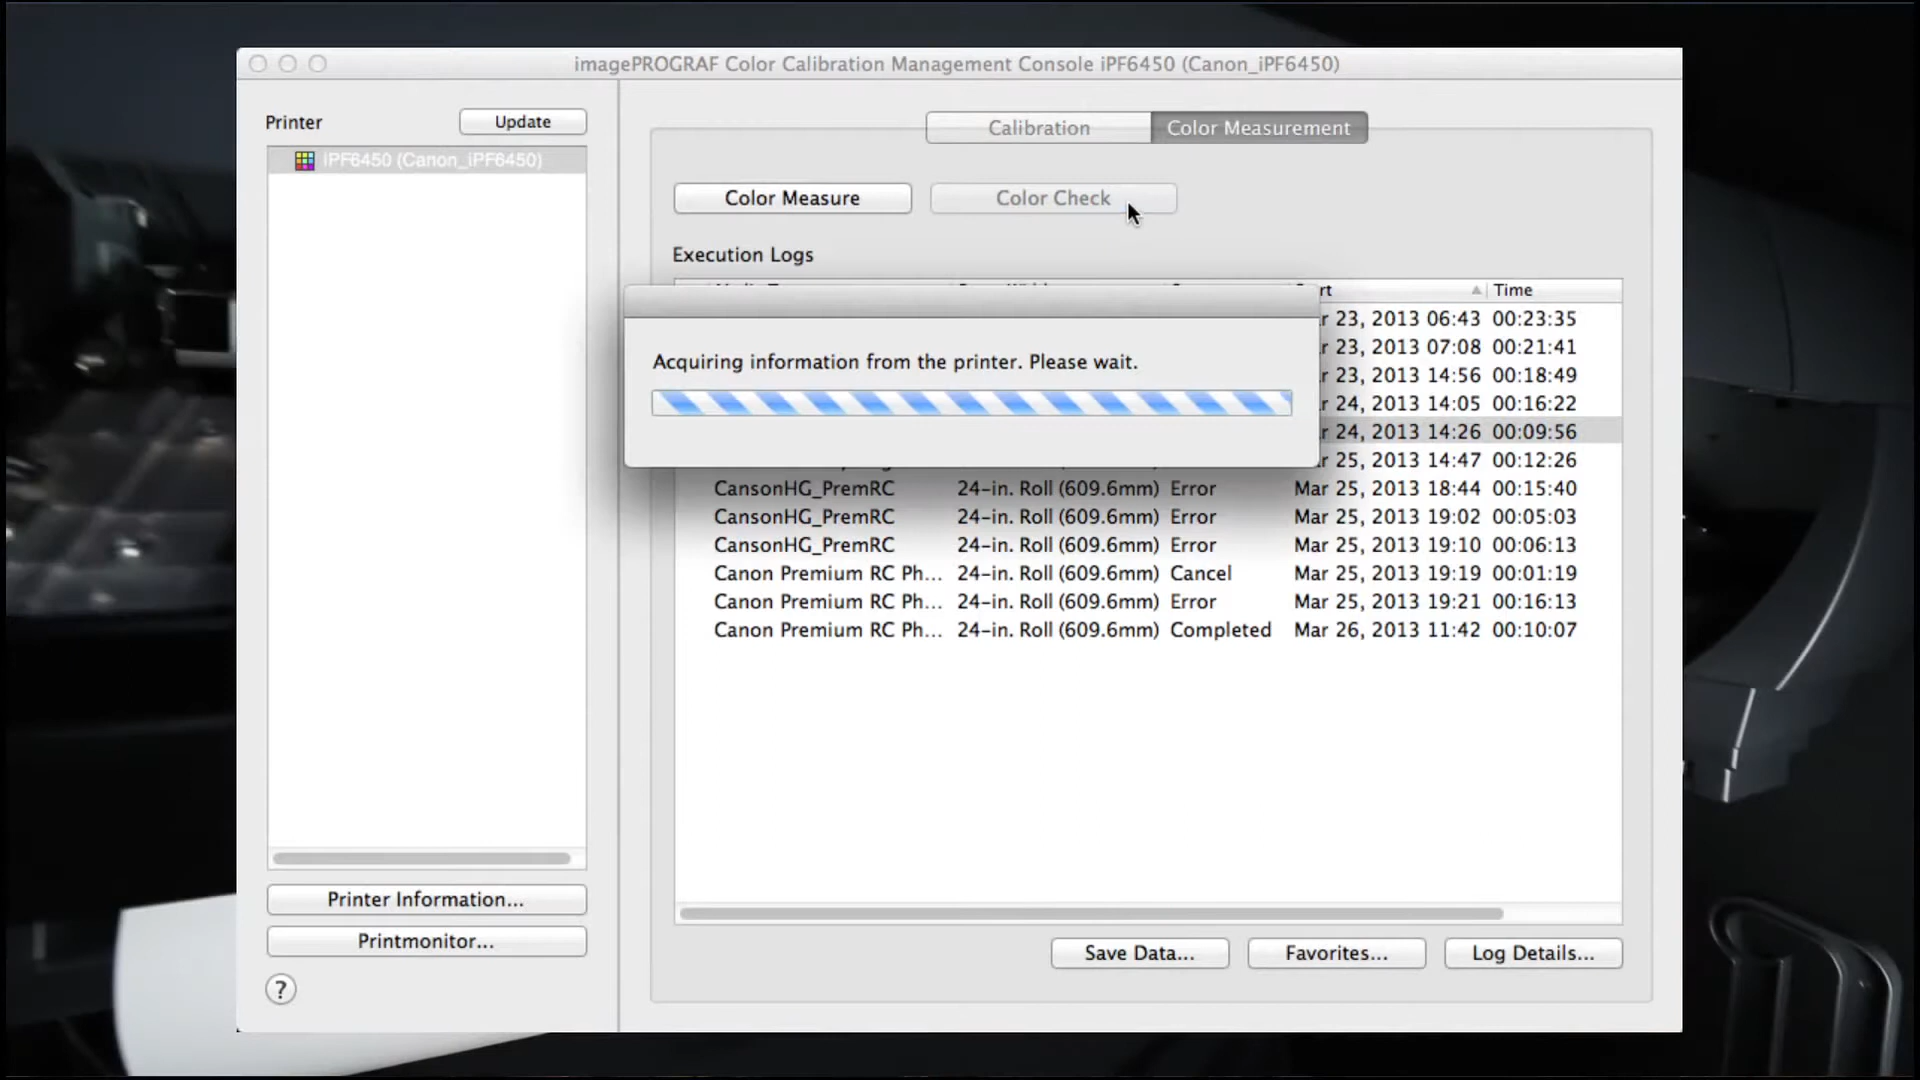 imagePROGRAF Color Calibration Management Console iPF6450 (Canon_iPF6450)
Printer
Update
iPF6450 (Canon_iPF6450)
Printer Information...
Printmonitor...
?
Calibration
Color Measurement
Color Measure
Color Check
Execution Logs
rt Time
r 23, 2013 06:43 00:23:35
r 23, 2013 07:08 00:21:41
r 23, 2013 14:56 00:18:49
r 24, 2013 14:05 00:16:22
r 24, 2013 14:26 00:09:56
r 25, 2013 14:47 00:12:26
Acquiring information from the printer. Please wait.
CansonHG_PremRC 24-in. Roll (609.6mm) Error Mar 25, 2013 18:44 00:15:40
CansonHG_PremRC 24-in. Roll (609.6mm) Error Mar 25, 2013 19:02 00:05:03
CansonHG_PremRC 24-in. Roll (609.6mm) Error Mar 25, 2013 19:10 00:06:13
Canon Premium RC Ph... 24-in. Roll (609.6mm) Cancel Mar 25, 2013 19:19 00:01:19
Canon Premium RC Ph... 24-in. Roll (609.6mm) Error Mar 25, 2013 19:21 00:16:13
Canon Premium RC Ph... 24-in. Roll (609.6mm) Completed Mar 26, 2013 11:42 00:10:07
Save Data...
Favorites...
Log Details...